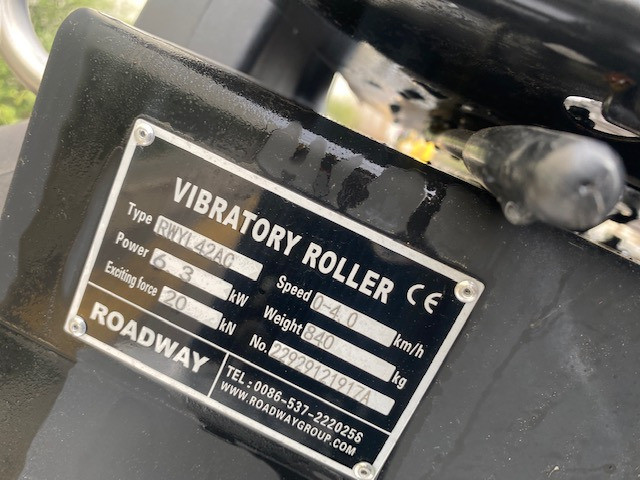 VIBRATORY ROLLER CE
Type RWYL42AC
Power 6.3 kW Speed 0-4.0 km/h
Exciting force 20 kN Weight 840 kg
ROADWAY No. 22929121917A
TEL: 0086-537-2220256
WWW.ROADWAYGROUP.COM